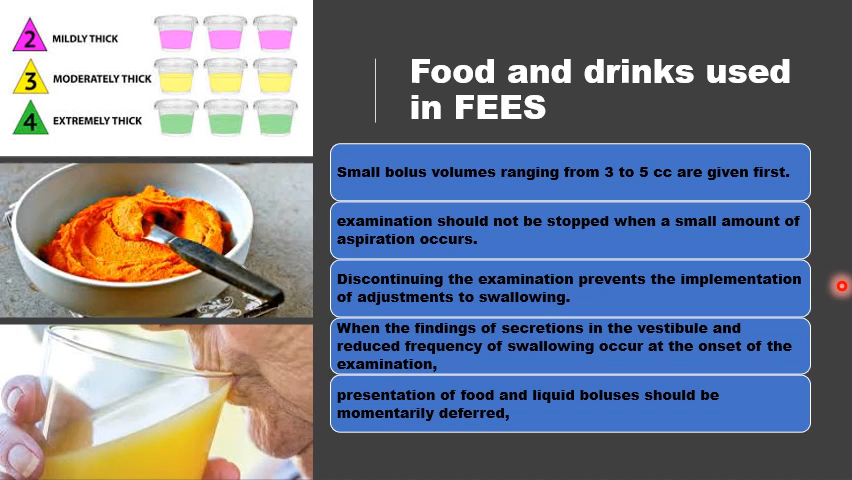 2 MILDLY THICK
3 MODERATELY THICK
4 EXTREMELY THICK
Food and drinks used
in FEES
Small bolus volumes ranging from 3 to 5 cc are given first.
examination should not be stopped when a small amount of
aspiration occurs.
Discontinuing the examination prevents the implementation
of adjustments to swallowing.
When the findings of secretions in the vestibule and
reduced frequency of swallowing occur at the onset of the
examination,
presentation of food and liquid boluses should be
momentarily deferred,